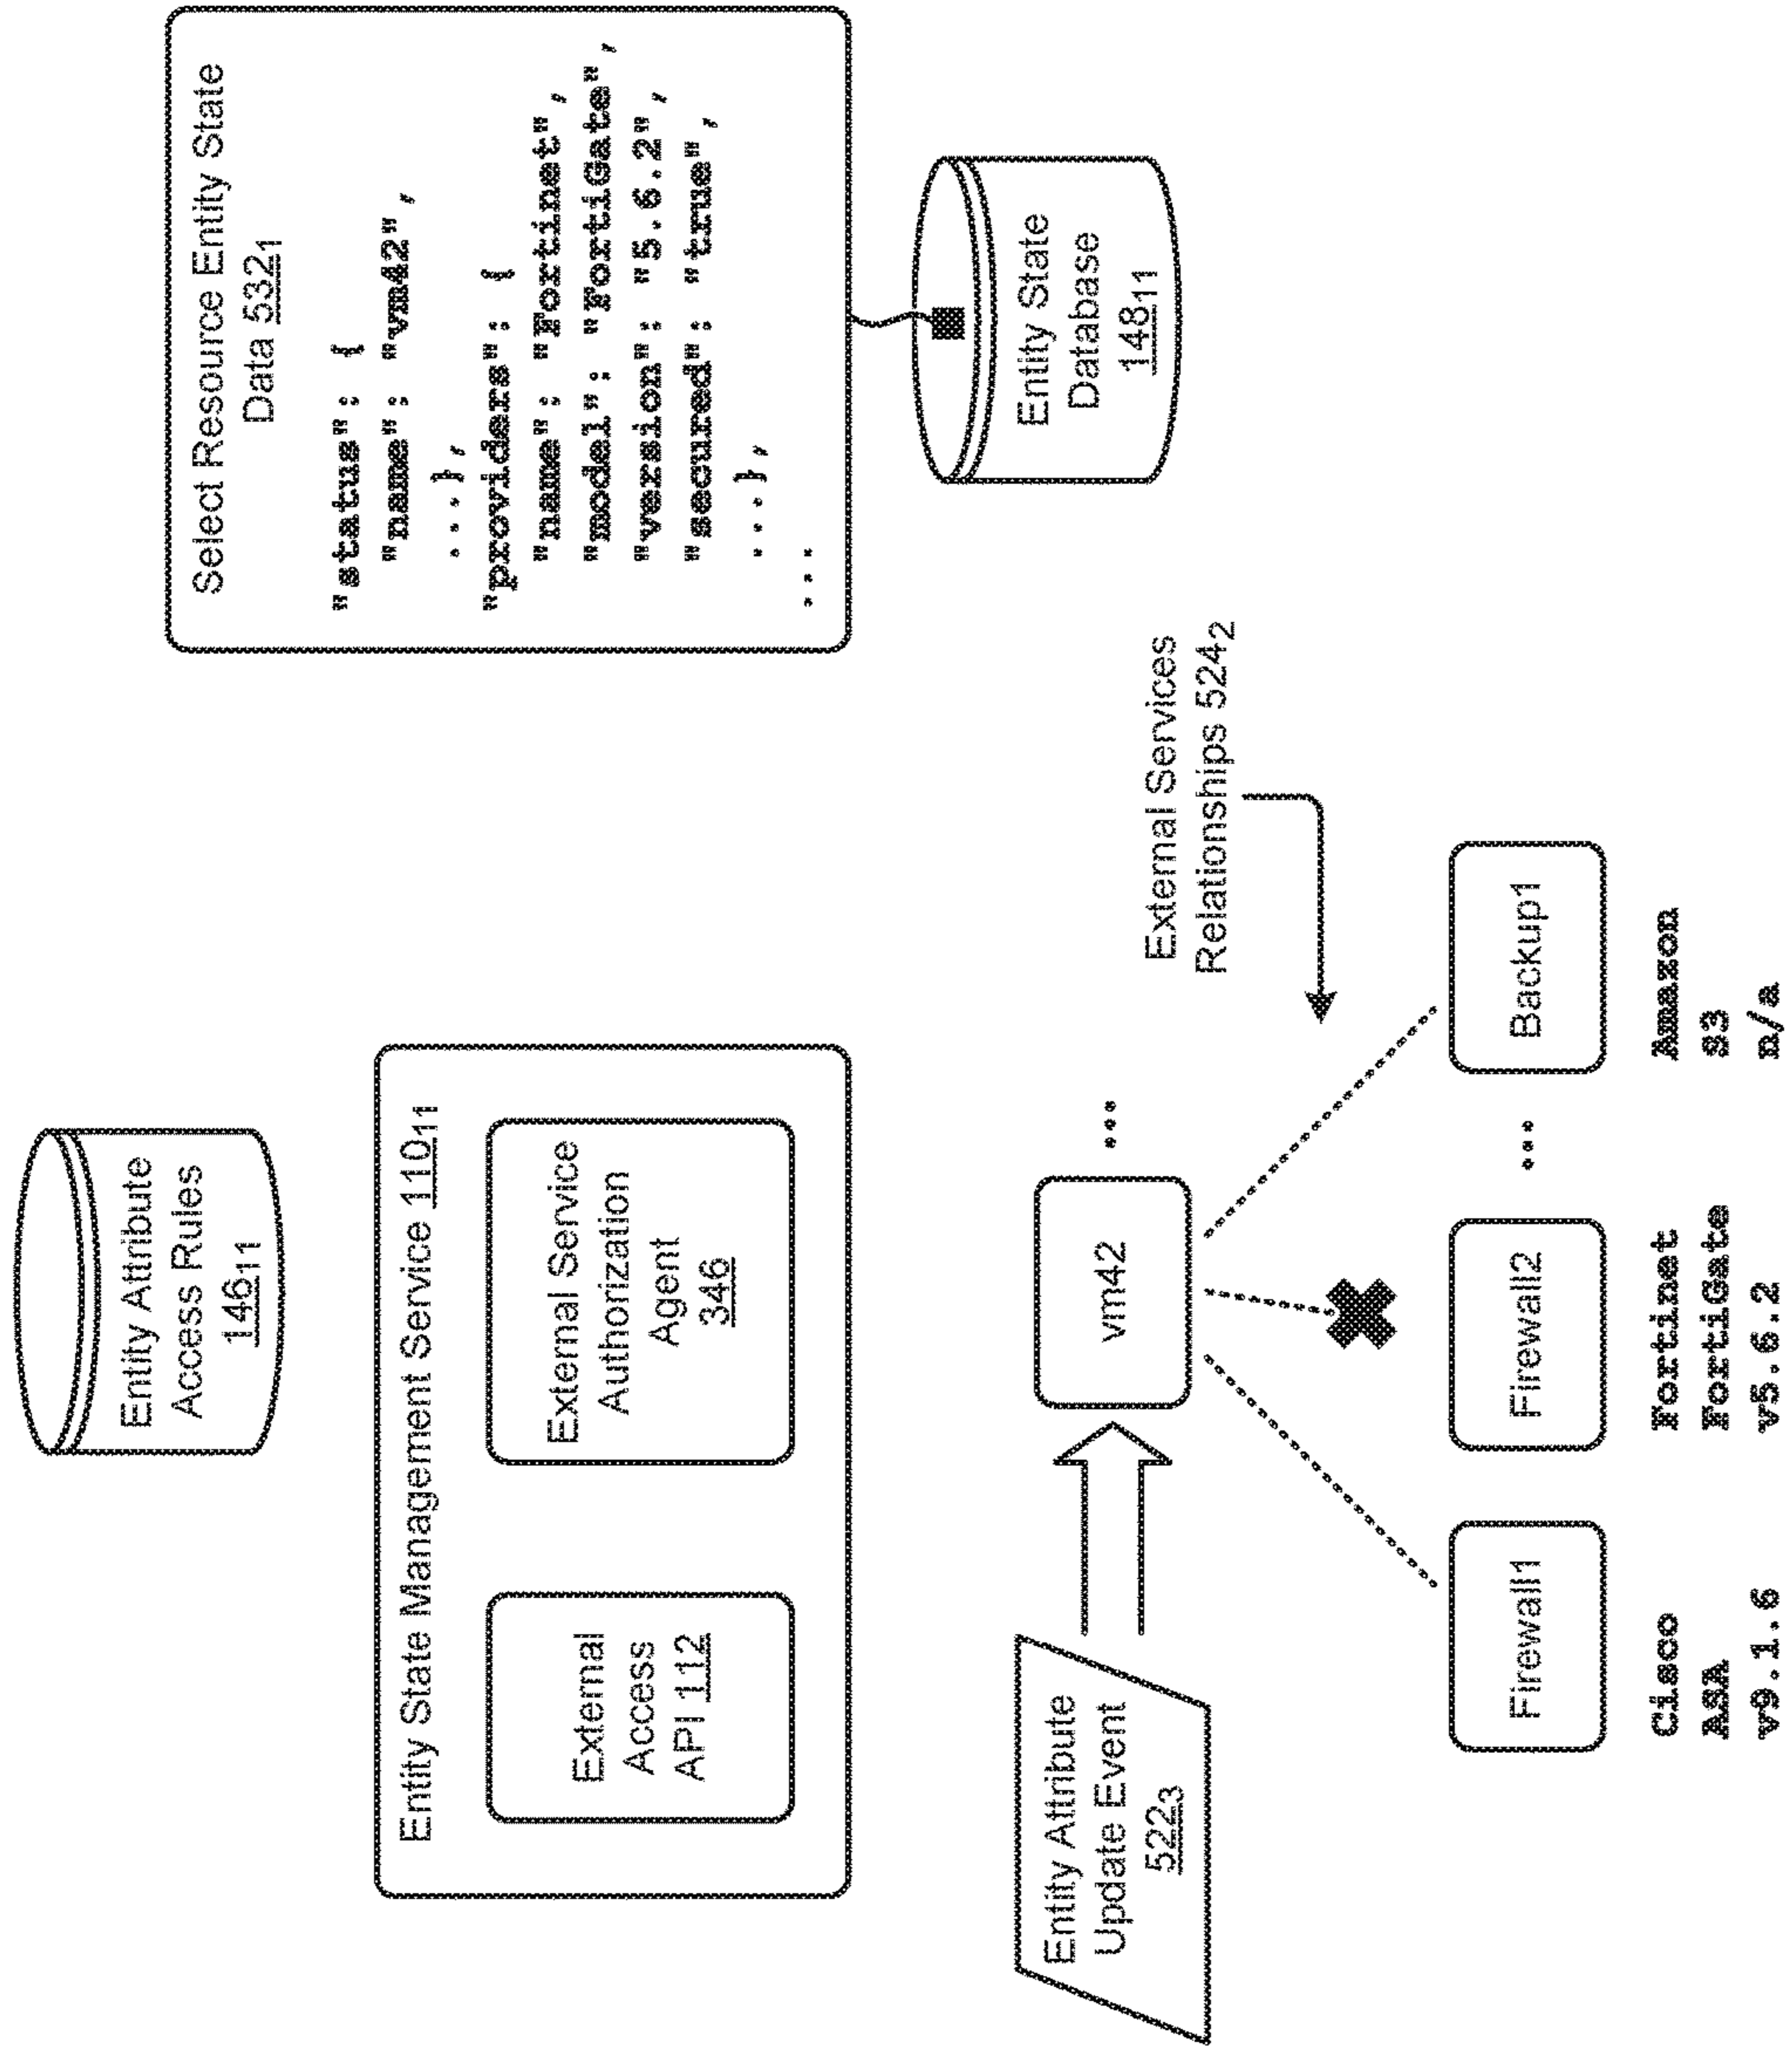 Entity Attribute
Access Rules
146₁₁
Entity State Management Service 110₁₁
External
Access
API 112
External Service
Authorization
Agent
346
Select Resource Entity State
Data 532₁
"status": {
"name": "vm42",
...},
"providers": {
"name": "Fortinet",
"model": "FortiGate",
"version": "5.6.2",
"secured": "true",
...},
...
Entity State
Database
148₁₁
Entity Attribute
Update Event
522₃
vm42
...
External Services
Relationships 524₂
Firewall1
Firewall2
...
Backup1
Cisco
ASA
v9.1.6
Fortinet
FortiGate
v5.6.2
Amazon
S3
n/a